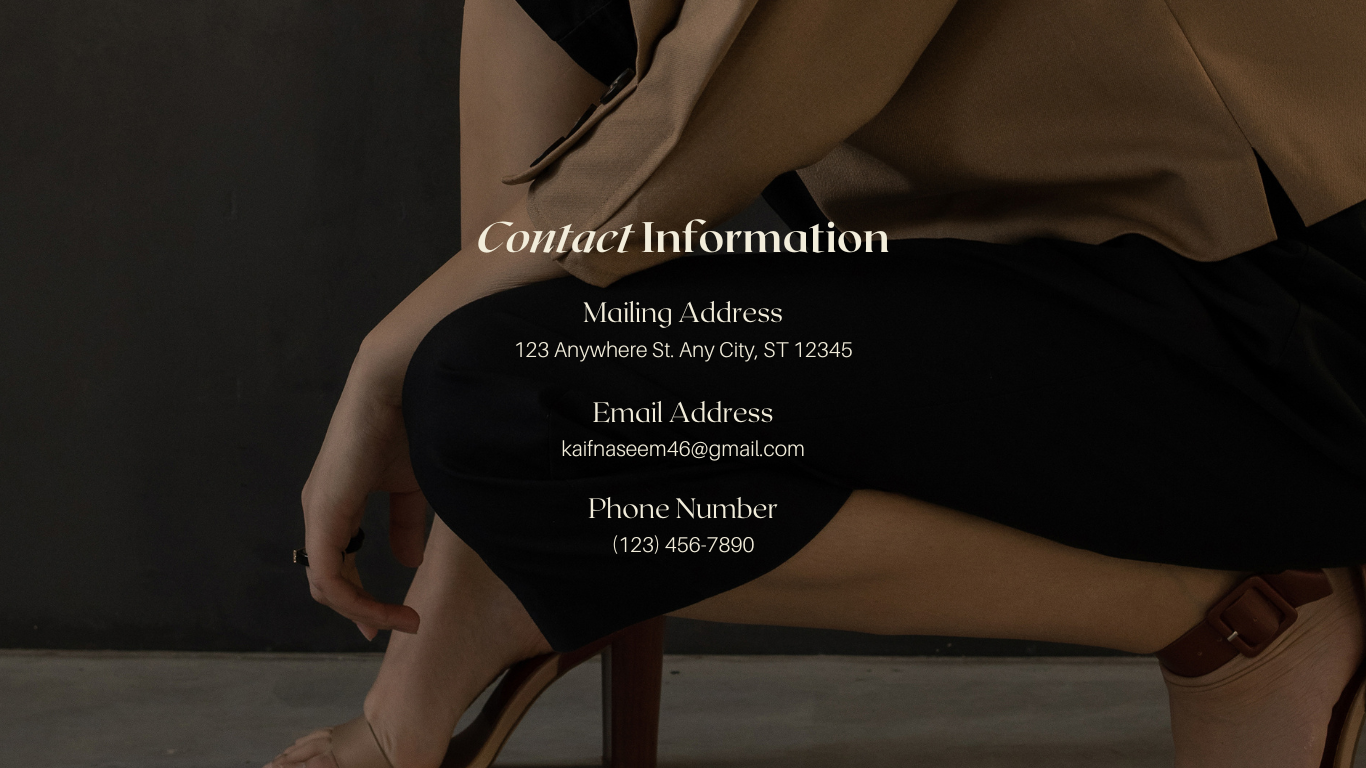 Contact Information
Mailing Address
123 Anywhere St. Any City, ST 12345
Email Address
kaifnaseem46@gmail.com
Phone Number
(123) 456-7890